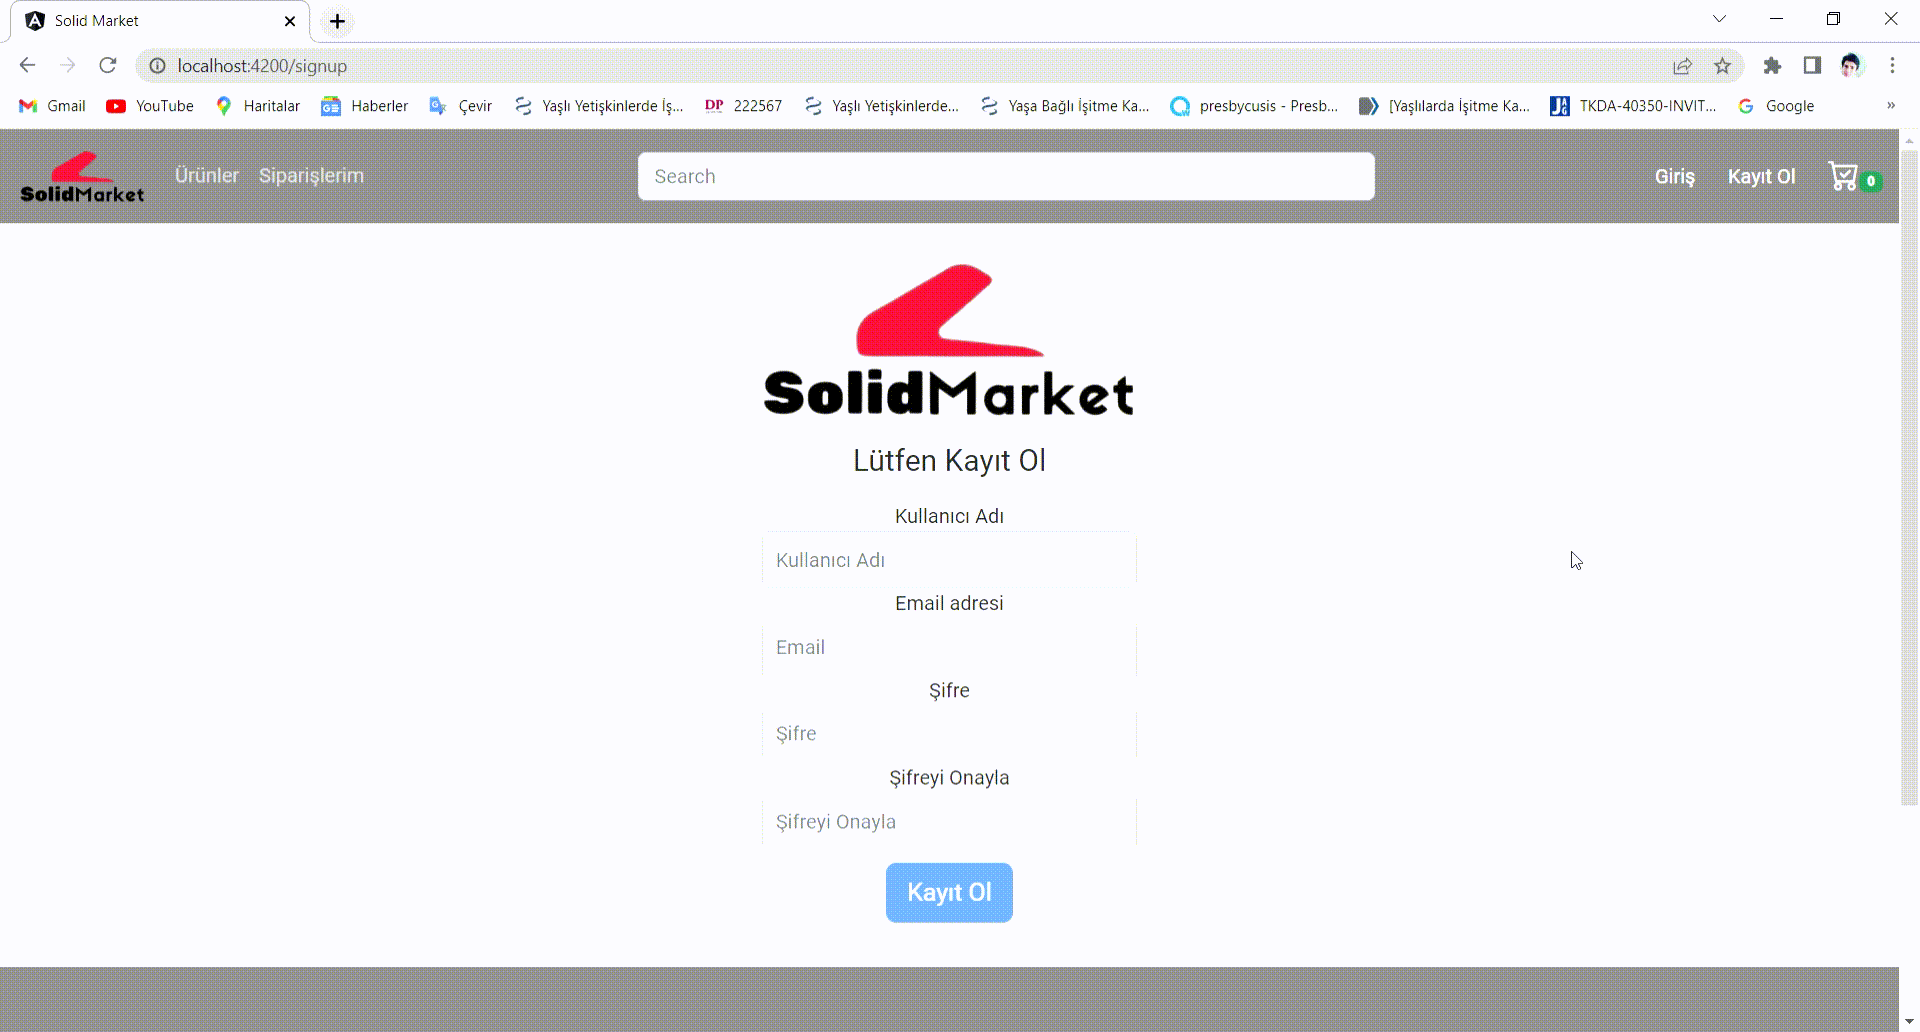 Solid Market
localhost:4200/signup
Gmail YouTube Haritalar Haberler Çevir Yaşlı Yetişkinlerde İş... DP 222567 Yaşlı Yetişkinlerde... Yaşa Bağlı İşitme Ka... presbycusis - Presb... [Yaşlılarda İşitme Ka... TKDA-40350-INVIT... Google »
SolidMarket Ürünler Siparişlerim Search Giriş Kayıt Ol 0
SolidMarket
Lütfen Kayıt Ol
Kullanıcı Adı
Kullanıcı Adı
Email adresi
Email
Şifre
Şifre
Şifreyi Onayla
Şifreyi Onayla
Kayıt Ol